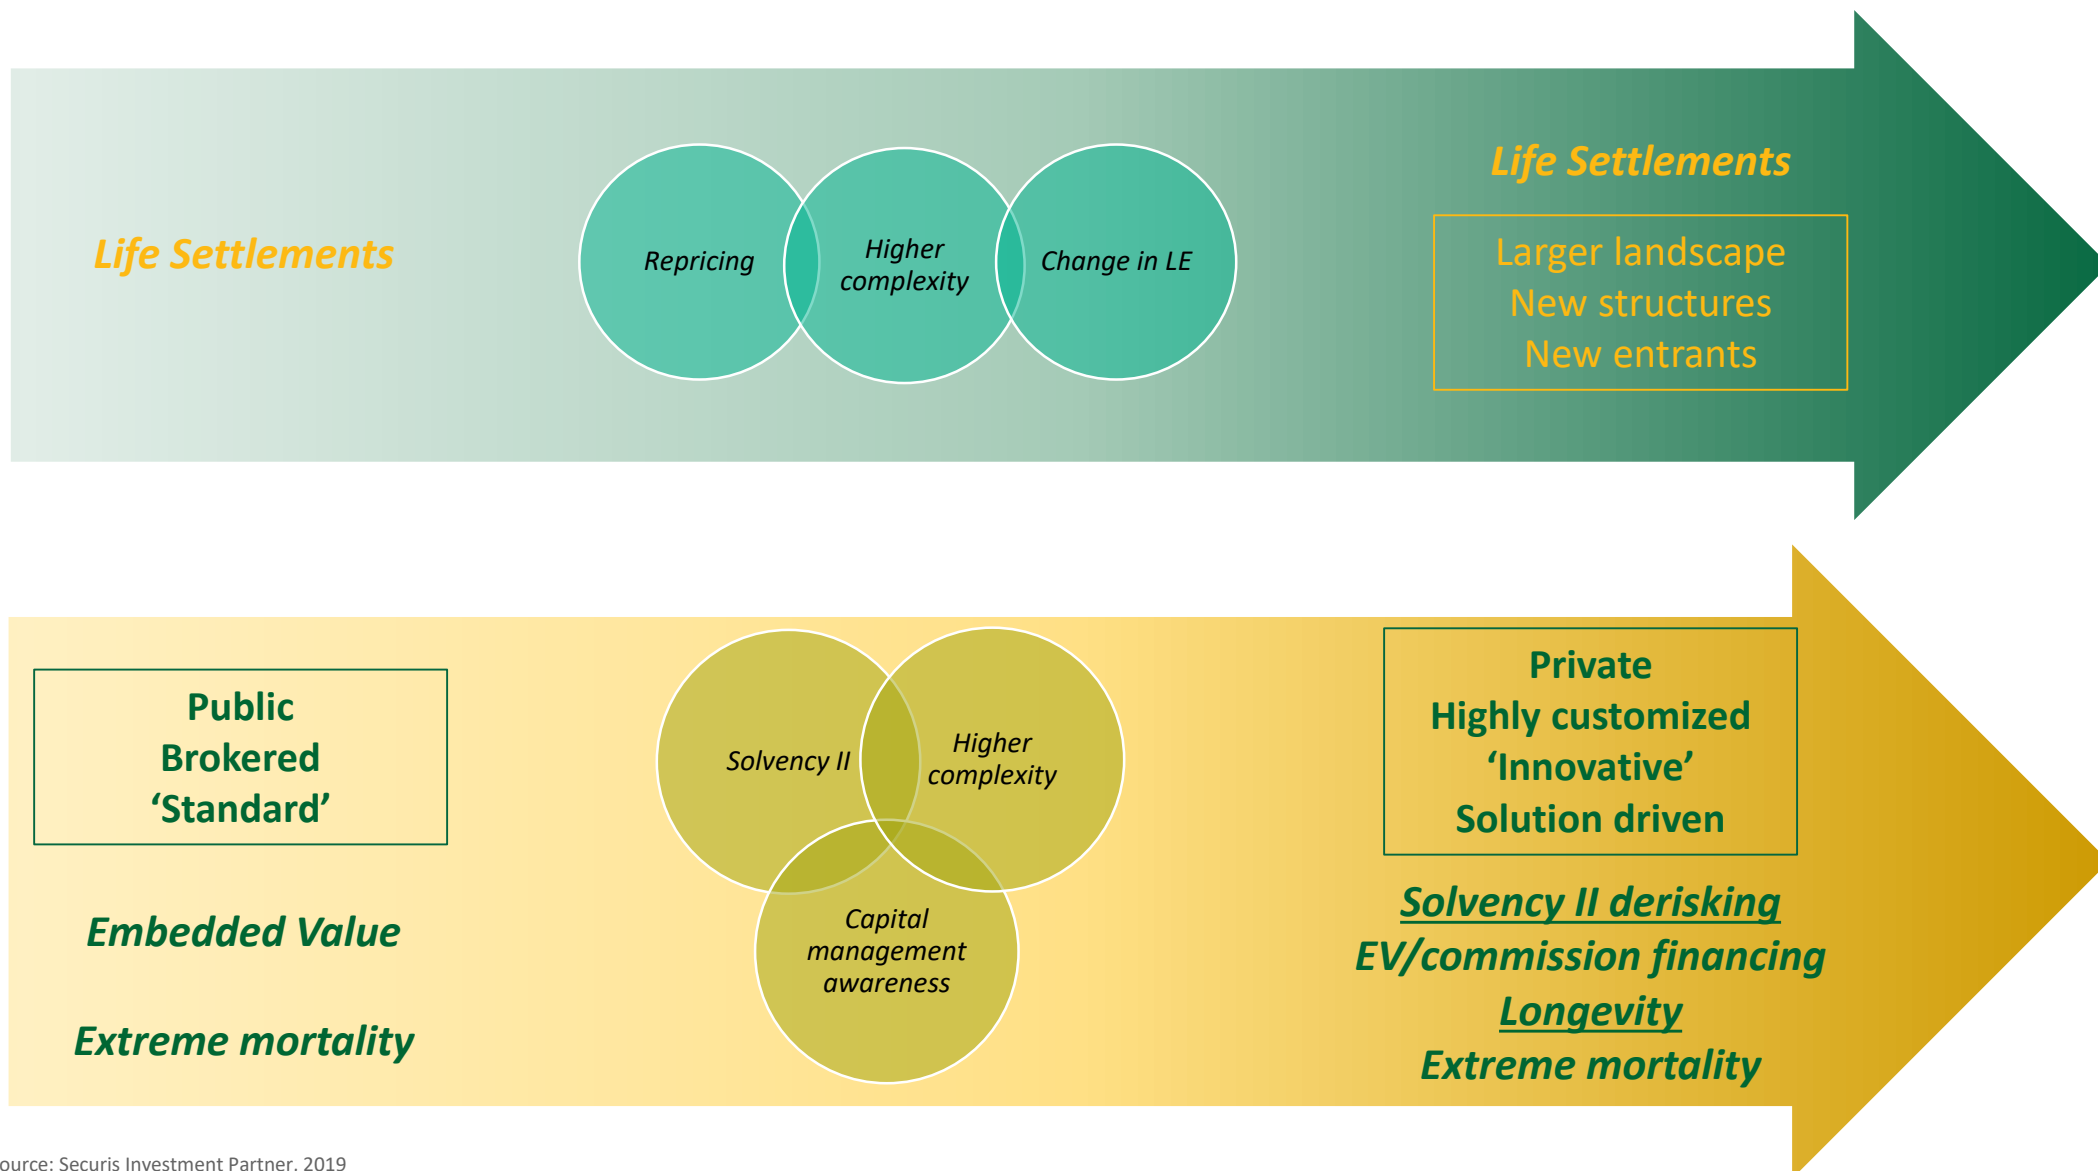 Life Settlements
Repricing
Higher
complexity
Change in LE
Life Settlements
Larger landscape
New structures
New entrants
Public
Brokered
‘Standard’
Embedded Value
Extreme mortality
Solvency II
Higher
complexity
Capital
management
awareness
Private
Highly customized
‘Innovative’
Solution driven
Solvency II derisking
EV/commission financing
Longevity
Extreme mortality
ource: Securis Investment Partner, 2019